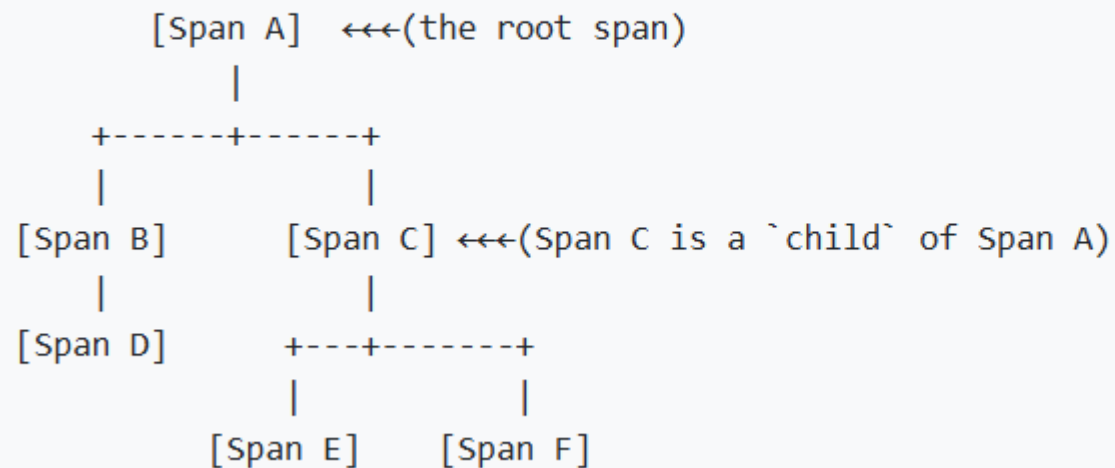 [Span A]  ←←←(the root span)
|
+------+------+
|             |
[Span B]      [Span C] ←←←(Span C is a `child` of Span A)
|             |
[Span D]      +---+-------+
|           |
[Span E]    [Span F]